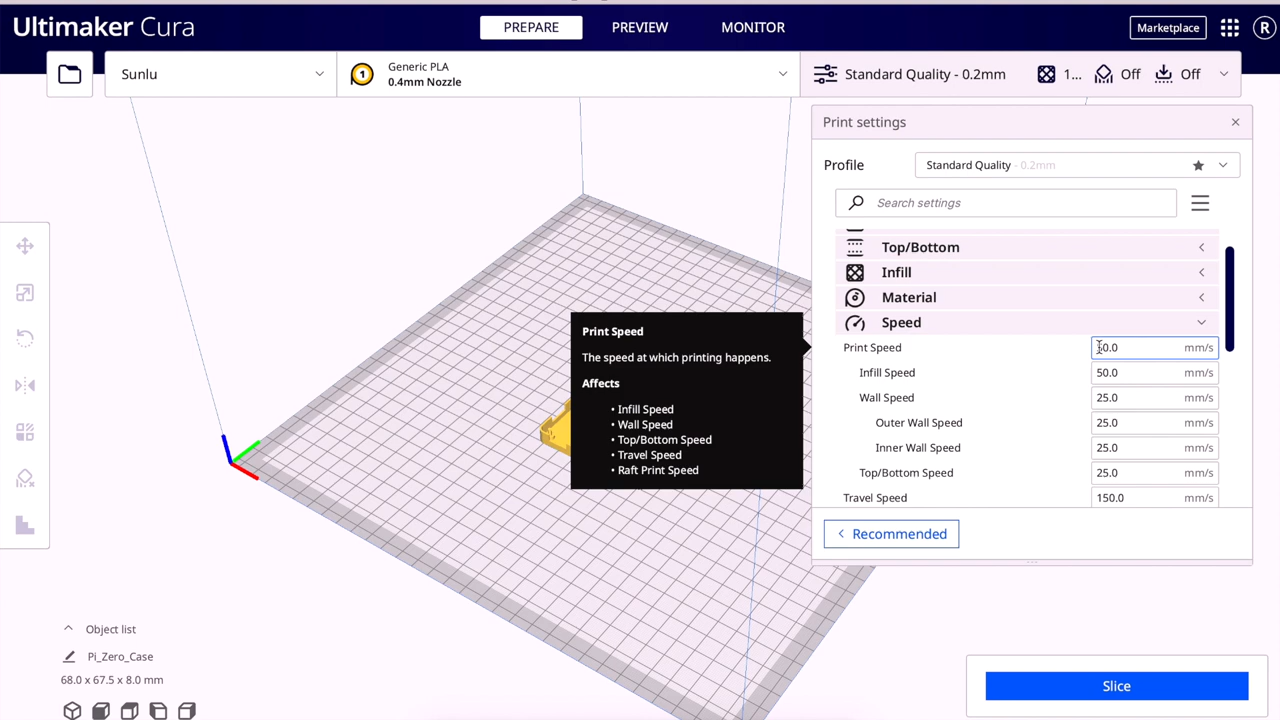 Ultimaker Cura
PREPARE
PREVIEW
MONITOR
Marketplace
R
Sunlu
1
Generic PLA
0.4mm Nozzle
Standard Quality - 0.2mm
1...
Off
Off
Print settings
Profile
Standard Quality - 0.2mm
Search settings
Top/Bottom
Infill
Material
Speed
Print Speed
mm/s
Infill Speed 50.0 mm/s
Wall Speed 25.0 mm/s
Outer Wall Speed 25.0 mm/s
Inner Wall Speed 25.0 mm/s
Top/Bottom Speed 25.0 mm/s
Travel Speed 150.0 mm/s
Recommended
Print Speed
The speed at which printing happens.
Affects
• Infill Speed
• Wall Speed
• Top/Bottom Speed
• Travel Speed
• Raft Print Speed
Object list
Pi_Zero_Case
68.0 x 67.5 x 8.0 mm
Slice